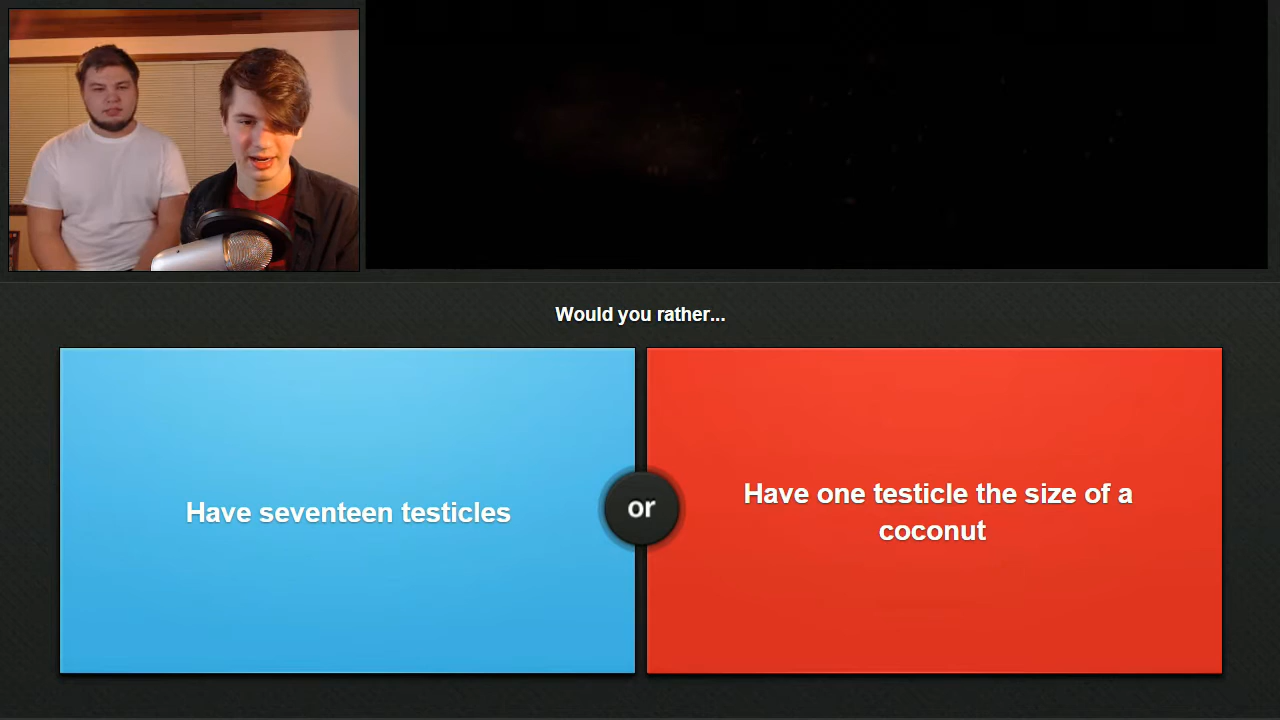 Would you rather...
Have seventeen testicles
or
Have one testicle the size of a
coconut